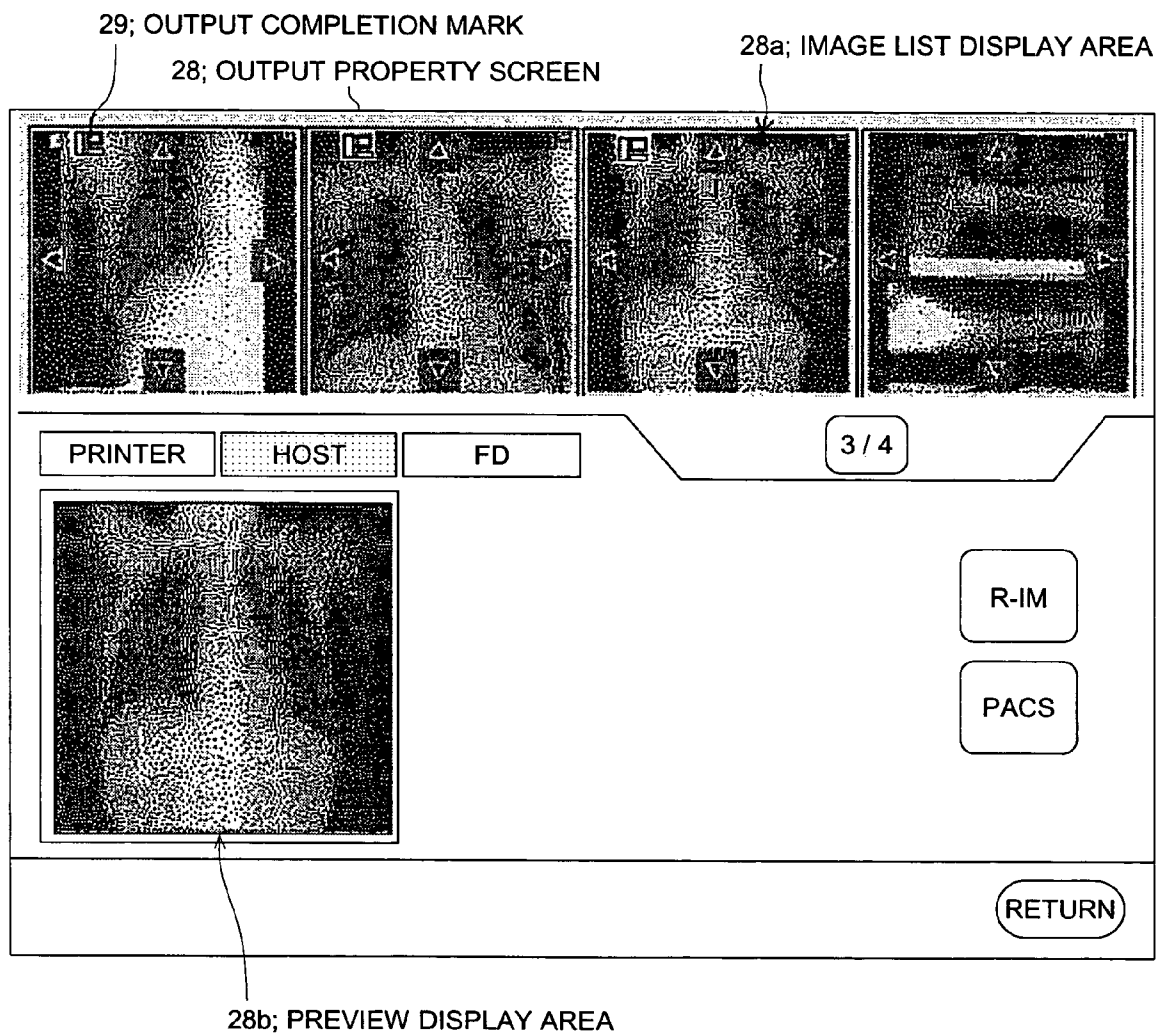 29; OUTPUT COMPLETION MARK
28a; IMAGE LIST DISPLAY AREA
28; OUTPUT PROPERTY SCREEN
PRINTER
HOST
FD
3 / 4
R-IM
PACS
RETURN
28b; PREVIEW DISPLAY AREA